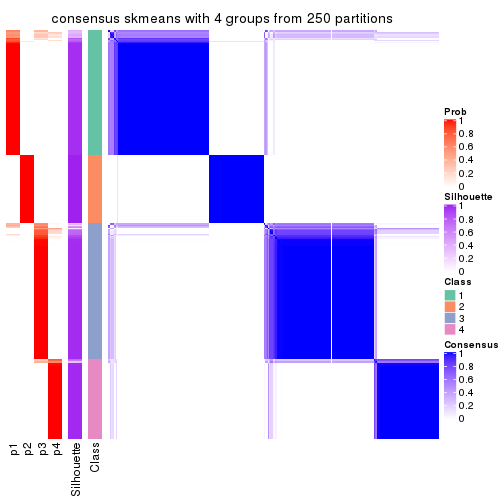 consensus skmeans with 4 groups from 250 partitions
Prob
1
0.8
0.6
0.4
0.2
0
Silhouette
1
0.8
0.6
0.4
0.2
0
Class
1
2
3
4
Consensus
1
0.8
0.6
0.4
0.2
0
p1
p2
p3
p4
Silhouette
Class